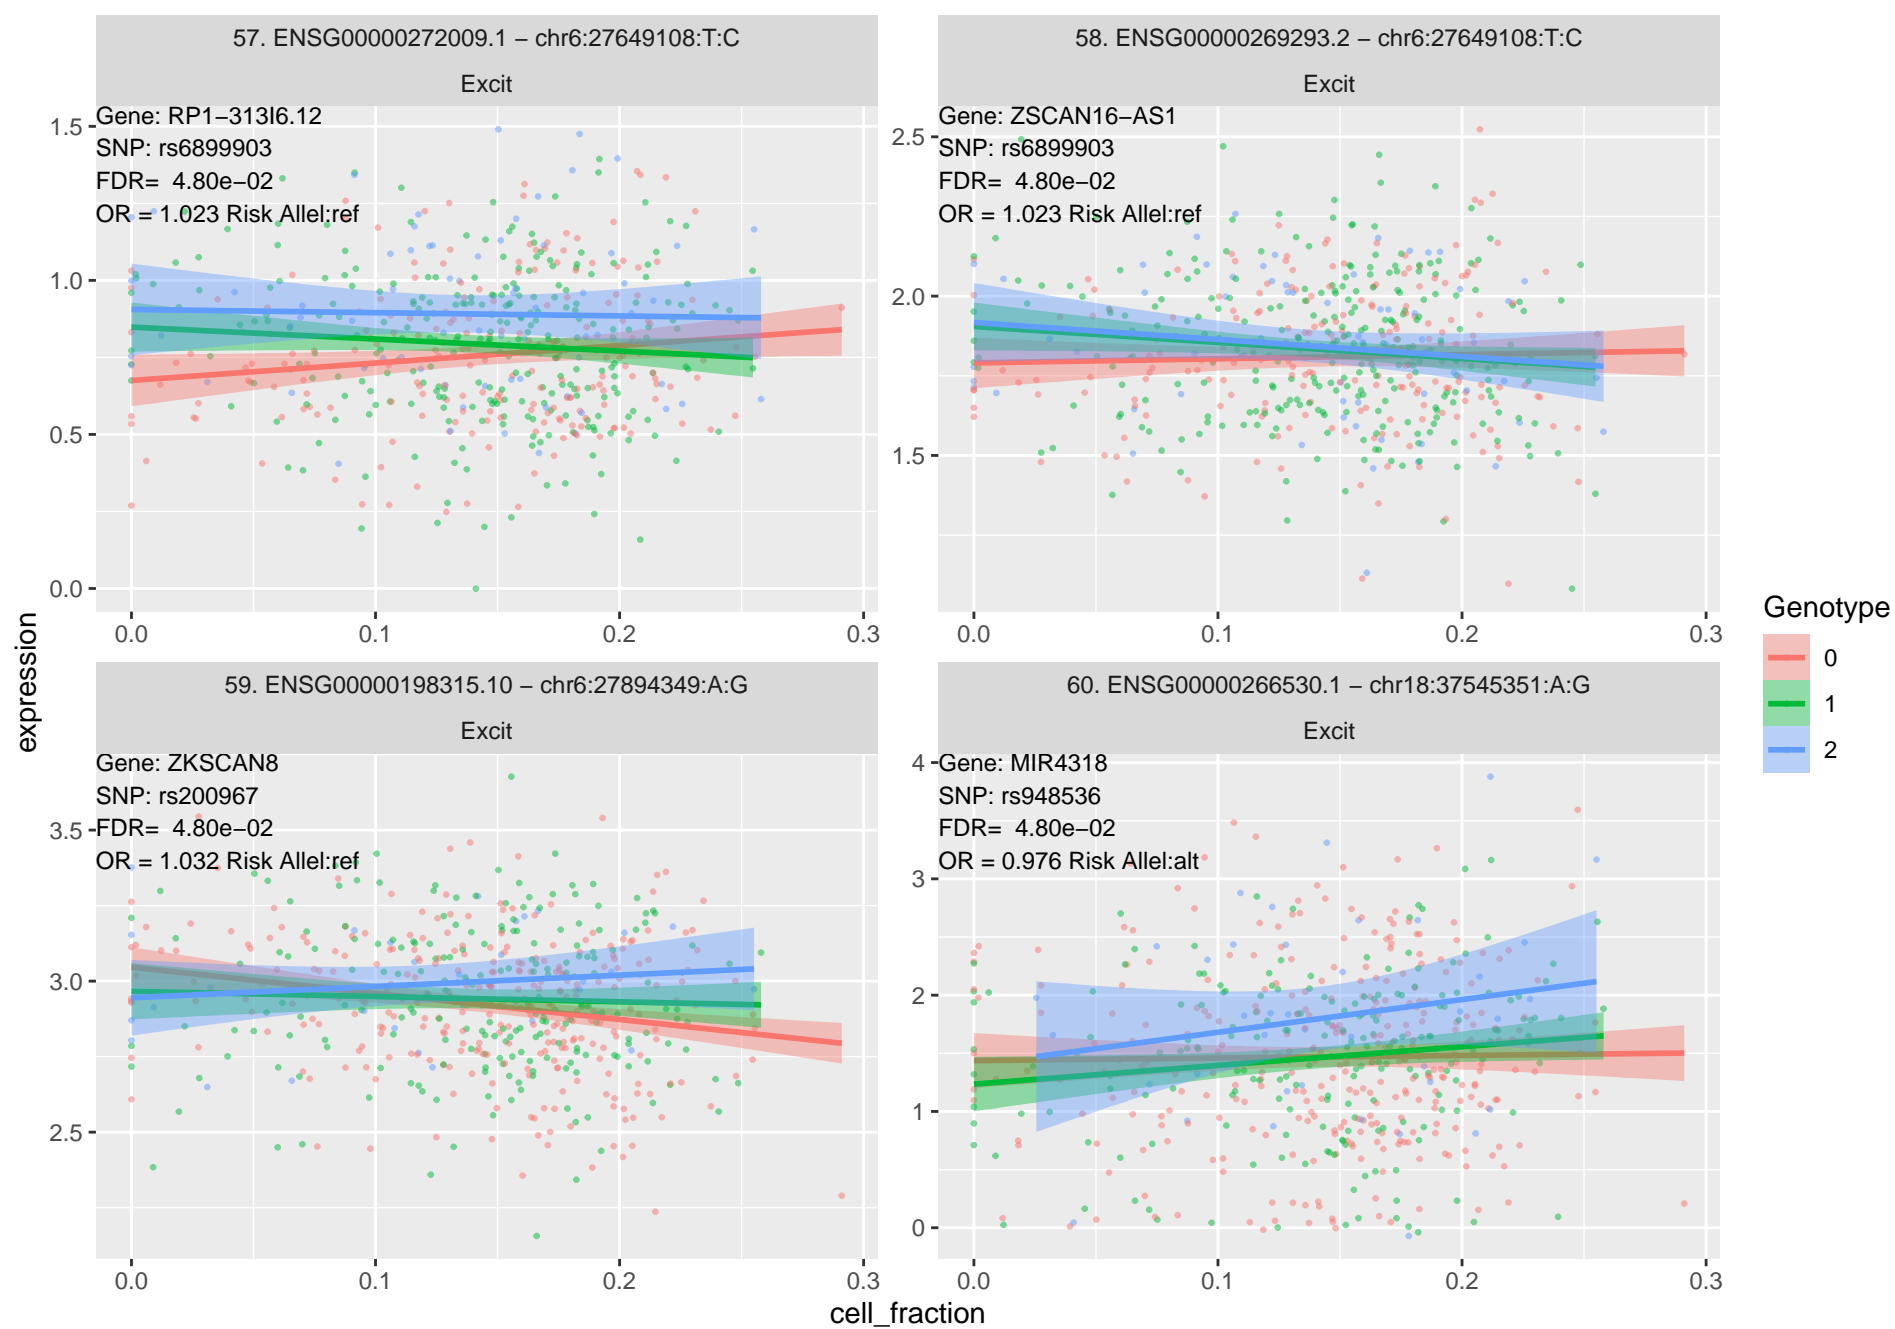 57. ENSG00000272009.1 − chr6:27649108:T:C
Excit
Gene: RP1−313I6.12
SNP: rs6899903
FDR= 4.80e−02
OR = 1.023 Risk Allel:ref
1.5
1.0
0.5
0.0
0.0 0.1 0.2 0.3
58. ENSG00000269293.2 − chr6:27649108:T:C
Excit
Gene: ZSCAN16−AS1
SNP: rs6899903
FDR= 4.80e−02
OR = 1.023 Risk Allel:ref
2.5
2.0
1.5
0.0 0.1 0.2 0.3
59. ENSG00000198315.10 − chr6:27894349:A:G
Excit
Gene: ZKSCAN8
SNP: rs200967
FDR= 4.80e−02
OR = 1.032 Risk Allel:ref
3.5
3.0
2.5
0.0 0.1 0.2 0.3
60. ENSG00000266530.1 − chr18:37545351:A:G
Excit
Gene: MIR4318
SNP: rs948536
FDR= 4.80e−02
OR = 0.976 Risk Allel:alt
4
3
2
1
0
0.0 0.1 0.2 0.3
expression
cell_fraction
Genotype
0
1
2